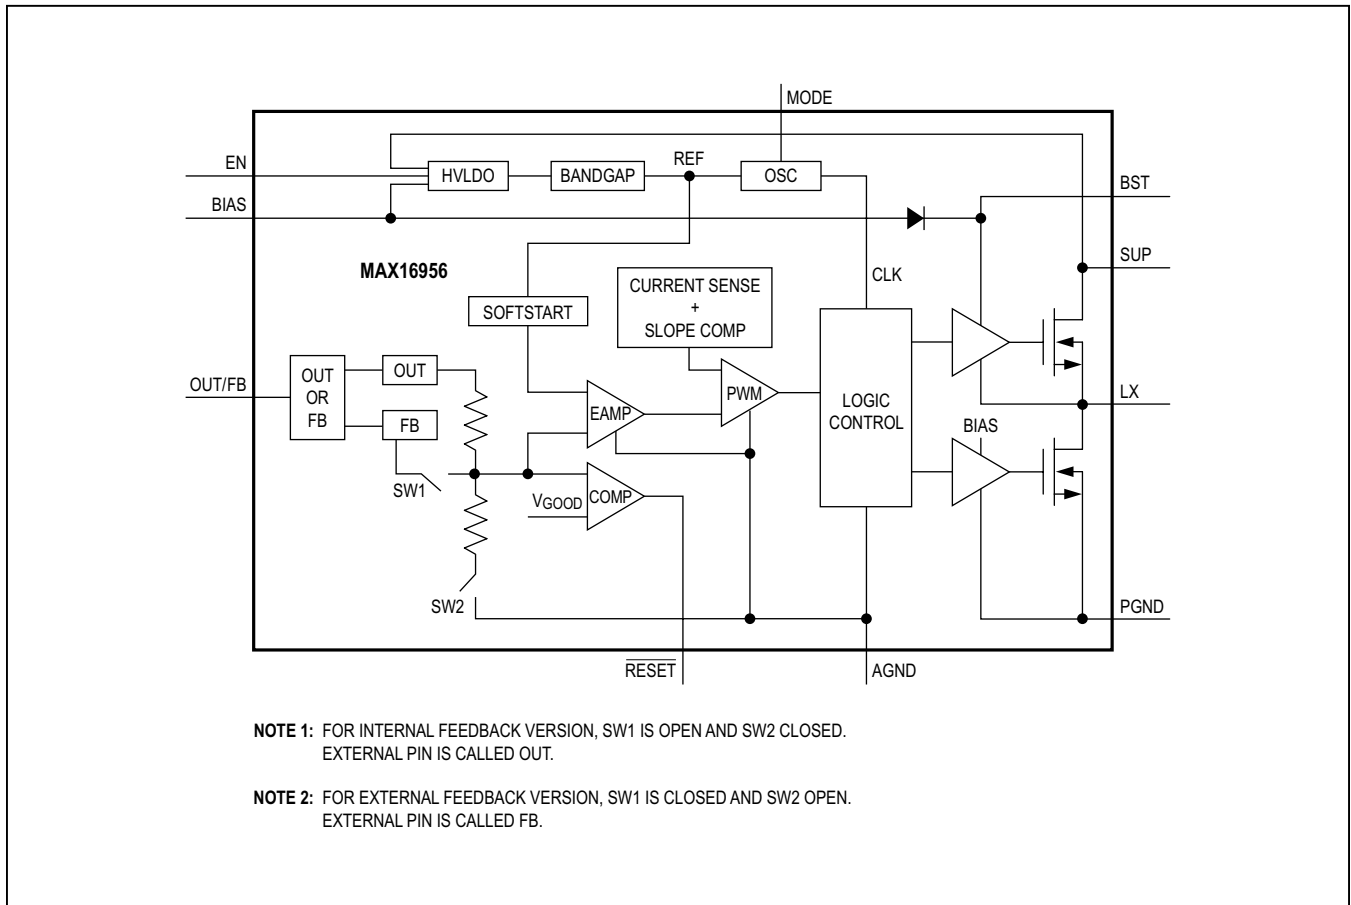 MODE
EN
HVLDO
BANDGAP
REF
OSC
BIAS
BST
MAX16956
SUP
CLK
CURRENT SENSE
+
SLOPE COMP
SOFTSTART
OUT/FB
OUT
OR
FB
OUT
FB
SW1
EAMP
PWM
LOGIC
CONTROL
LX
BIAS
VGOOD
COMP
SW2
PGND
RESET
AGND
NOTE 1: FOR INTERNAL FEEDBACK VERSION, SW1 IS OPEN AND SW2 CLOSED.
EXTERNAL PIN IS CALLED OUT.
NOTE 2: FOR EXTERNAL FEEDBACK VERSION, SW1 IS CLOSED AND SW2 OPEN.
EXTERNAL PIN IS CALLED FB.